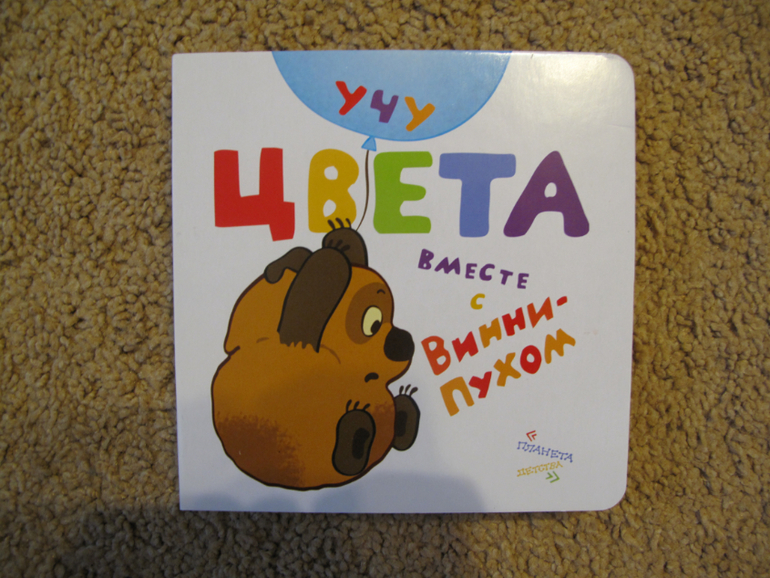 УЧУ
ЦВЕТА
ВМЕСТЕ
С
ВИННИ-
ПУХОМ
ПЛАНЕТА
ДЕТСТВА